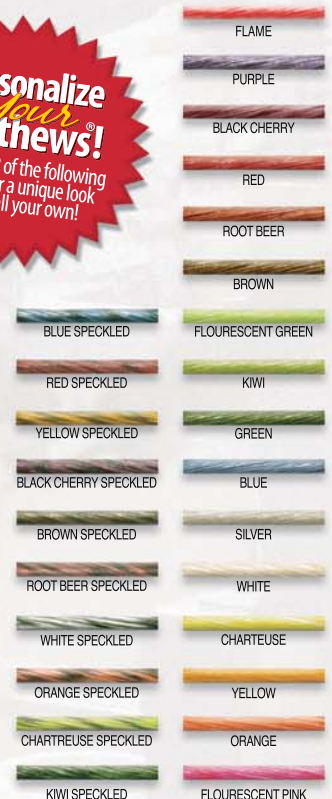 sonalize
Your
thews!®
of the following
r a unique look
ll your own!
FLAME
PURPLE
BLACK CHERRY
RED
ROOT BEER
BROWN
BLUE SPECKLED
FLOURESCENT GREEN
RED SPECKLED
KIWI
YELLOW SPECKLED
GREEN
BLACK CHERRY SPECKLED
BLUE
BROWN SPECKLED
SILVER
ROOT BEER SPECKLED
WHITE
WHITE SPECKLED
CHARTEUSE
ORANGE SPECKLED
YELLOW
CHARTREUSE SPECKLED
ORANGE
KIWI SPECKLED
FLOURESCENT PINK